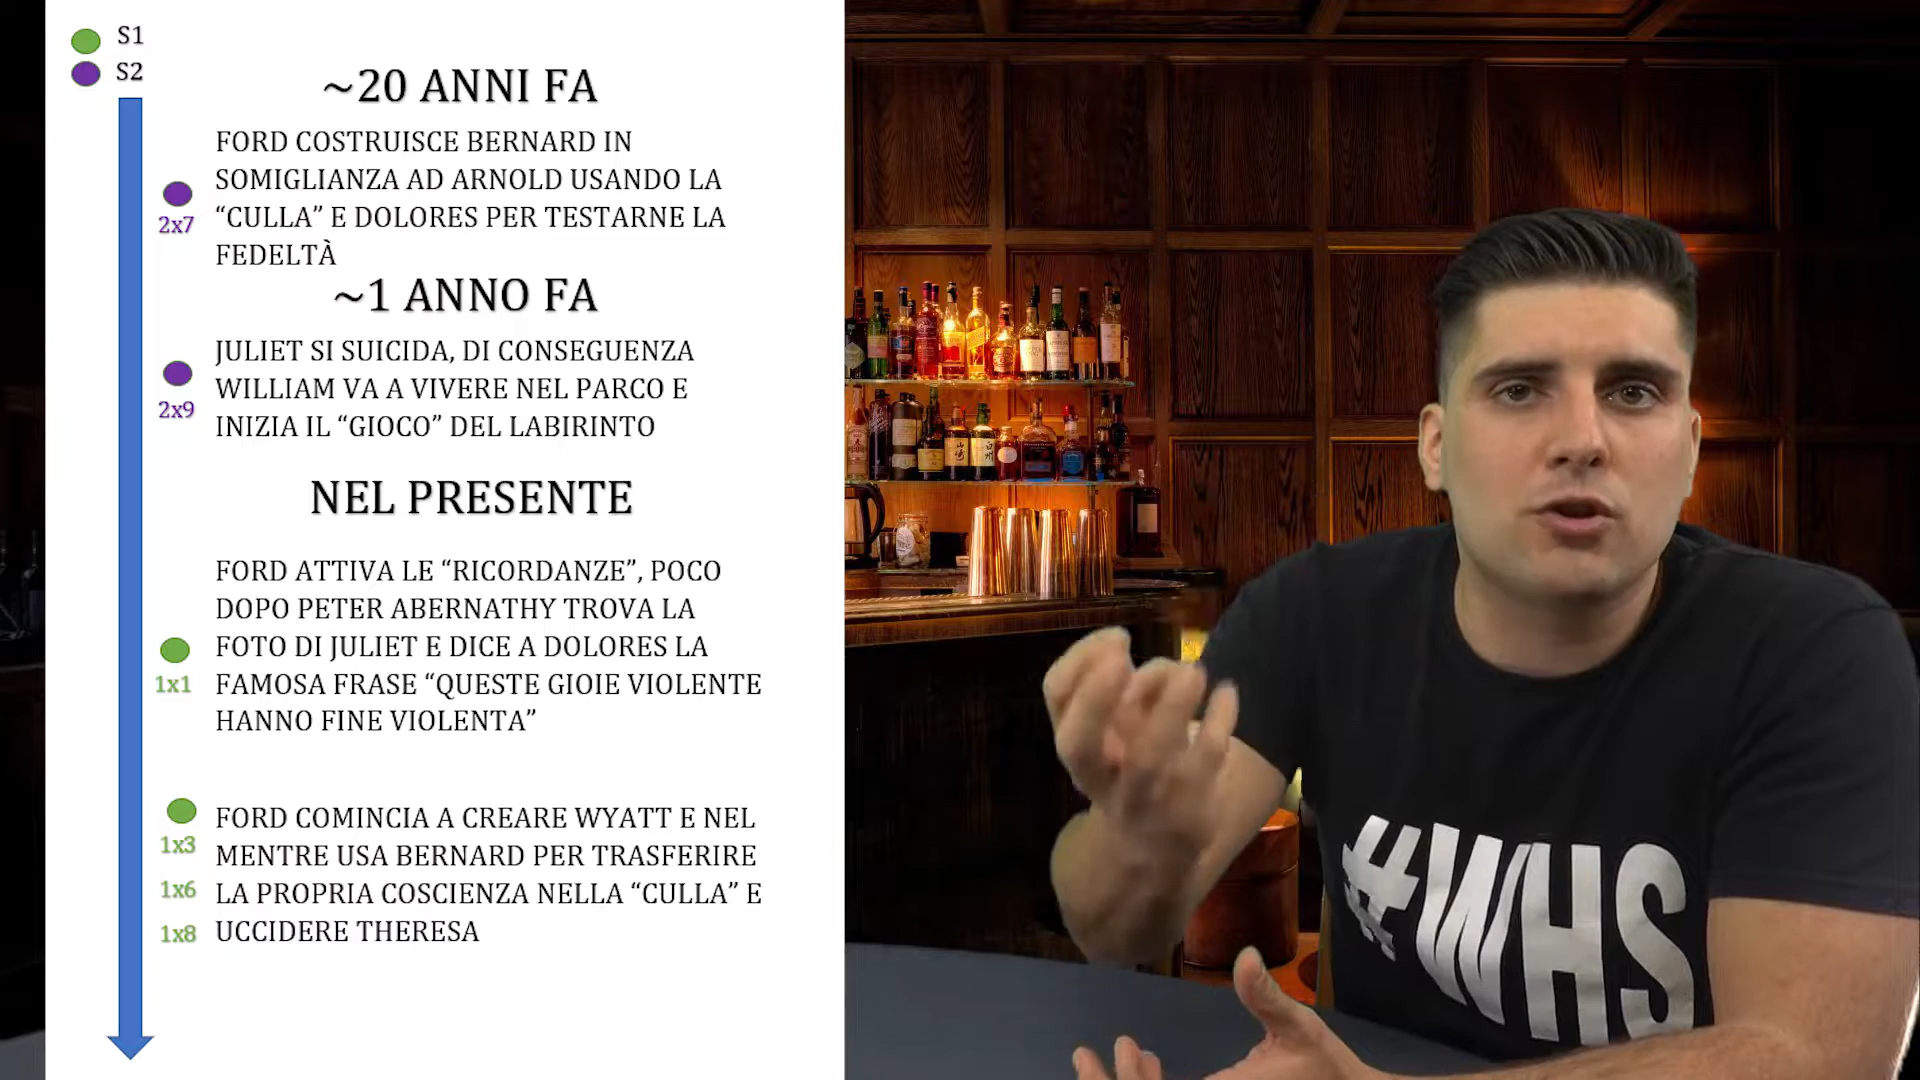 S1
S2
~20 ANNI FA
FORD COSTRUISCE BERNARD IN
SOMIGLIANZA AD ARNOLD USANDO LA
“CULLA” E DOLORES PER TESTARNE LA
FEDELTÀ
2x7
~1 ANNO FA
JULIET SI SUICIDA, DI CONSEGUENZA
WILLIAM VA A VIVERE NEL PARCO E
INIZIA IL “GIOCO” DEL LABIRINTO
2x9
NEL PRESENTE
FORD ATTIVA LE “RICORDANZE”, POCO
DOPO PETER ABERNATHY TROVA LA
FOTO DI JULIET E DICE A DOLORES LA
FAMOSA FRASE “QUESTE GIOIE VIOLENTE
HANNO FINE VIOLENTA”
1x1
FORD COMINCIA A CREARE WYATT E NEL
MENTRE USA BERNARD PER TRASFERIRE
LA PROPRIA COSCIENZA NELLA “CULLA” E
UCCIDERE THERESA
1x3
1x6
1x8
#WHS